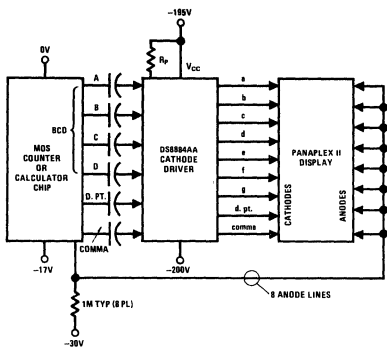 −195V
0V
RP
VCC
A
B
C
D
D. PT.
COMMA
BCD
MOS
COUNTER
OR
CALCULATOR
CHIP
DS8884AA
CATHODE
DRIVER
a
b
c
d
e
f
g
d. pt.
comma
PANAPLEX II
DISPLAY
CATHODES
ANODES
−17V
−200V
8 ANODE LINES
1M TYP (8 PL)
−30V